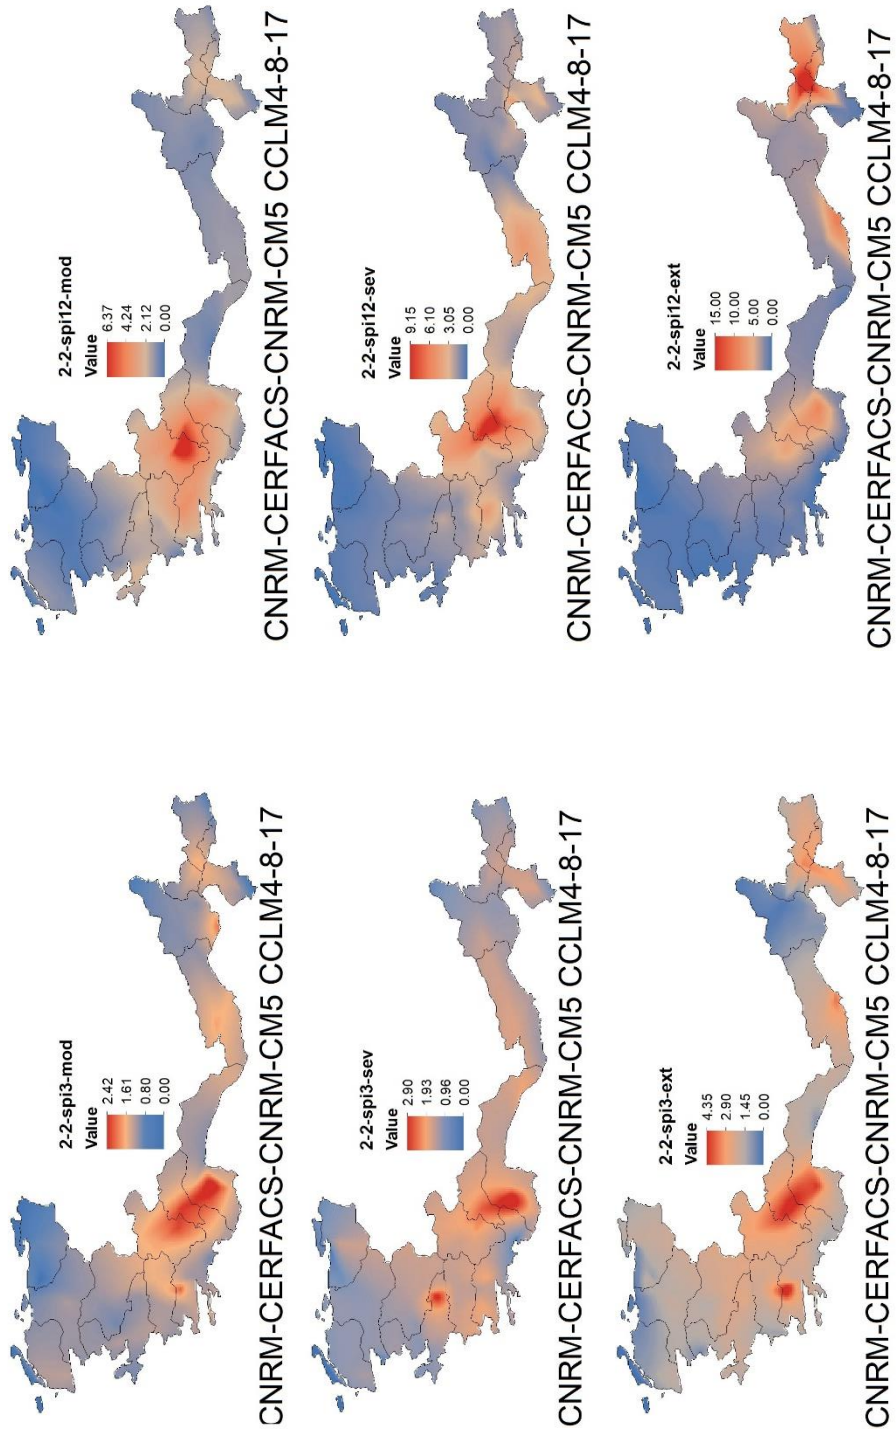 2-2-spi3-mod
Value
2.42
1.61
0.80
0.00
CNRM-CERFACS-CNRM-CM5 CCLM4-8-17
2-2-spi12-mod
Value
6.37
4.24
2.12
0.00
CNRM-CERFACS-CNRM-CM5 CCLM4-8-17
2-2-spi3-sev
Value
2.90
1.93
0.96
0.00
CNRM-CERFACS-CNRM-CM5 CCLM4-8-17
2-2-spi12-sev
Value
9.15
6.10
3.05
0.00
CNRM-CERFACS-CNRM-CM5 CCLM4-8-17
2-2-spi3-ext
Value
4.35
2.90
1.45
0.00
CNRM-CERFACS-CNRM-CM5 CCLM4-8-17
2-2-spi12-ext
Value
15.00
10.00
5.00
0.00
CNRM-CERFACS-CNRM-CM5 CCLM4-8-17